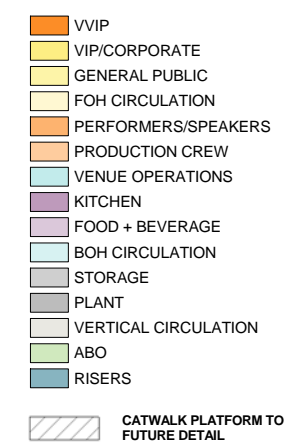 VVIP
VIP/CORPORATE
GENERAL PUBLIC
FOH CIRCULATION
PERFORMERS/SPEAKERS
PRODUCTION CREW
VENUE OPERATIONS
KITCHEN
FOOD + BEVERAGE
BOH CIRCULATION
STORAGE
PLANT
VERTICAL CIRCULATION
ABO
RISERS
CATWALK PLATFORM TO
FUTURE DETAIL